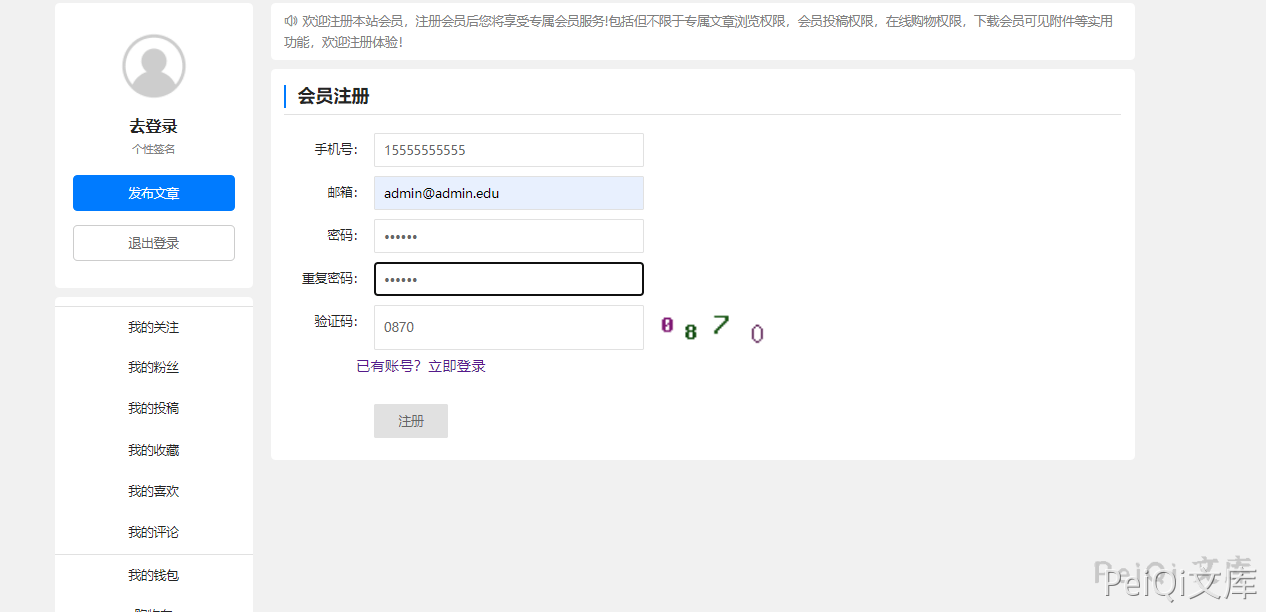 去登录
个性签名
发布文章
退出登录
我的关注
我的粉丝
我的投稿
我的收藏
我的喜欢
我的评论
我的钱包
欢迎注册本站会员，注册会员后您将享受专属会员服务!包括但不限于专属文章浏览权限，会员投稿权限，在线购物权限，下载会员可见附件等实用
功能，欢迎注册体验!
会员注册
手机号： 15555555555
邮箱： admin@admin.edu
密码： ••••••
重复密码： ••••••
验证码： 0870 0 8 7 0
已有账号？立即登录
注册
PeiQi 文库
PeiQi文库